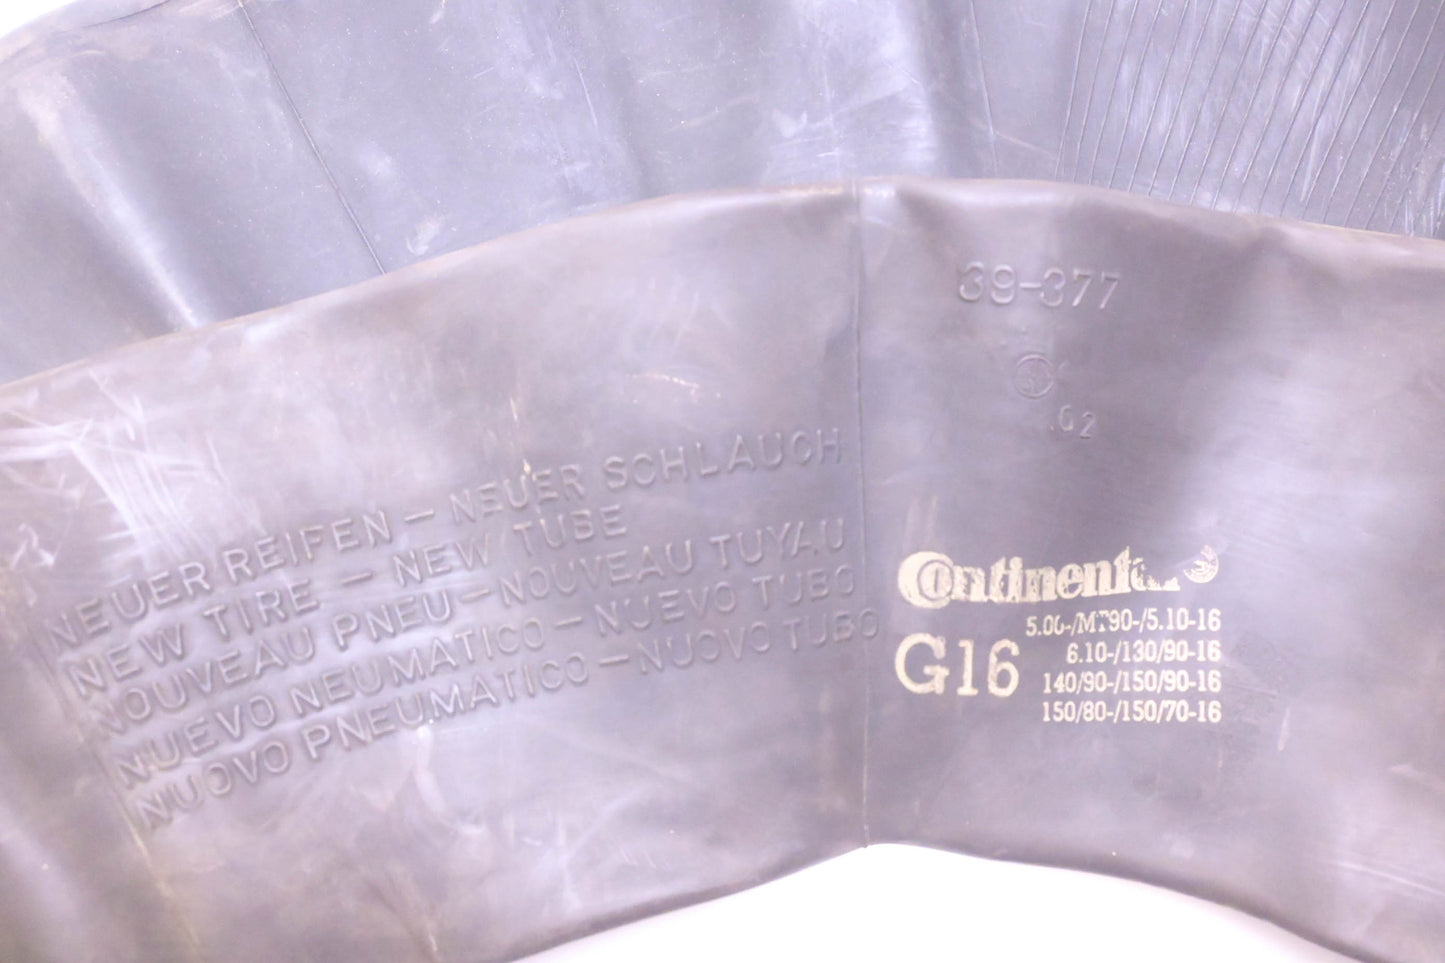 39-377
.02
NEUER REIFEN — NEUER SCHLAUCH
NEW TIRE — NEW TUBE
NOUVEAU PNEU — NOUVEAU TUYAU
NUEVO NEUMATICO — NUEVO TUBO
NUOVO PNEUMATICO — NUOVO TUBO
Continental
5.00-/MT90-/5.10-16
G16
6.10-/130/90-16
140/90-/150/90-16
150/80-/150/70-16